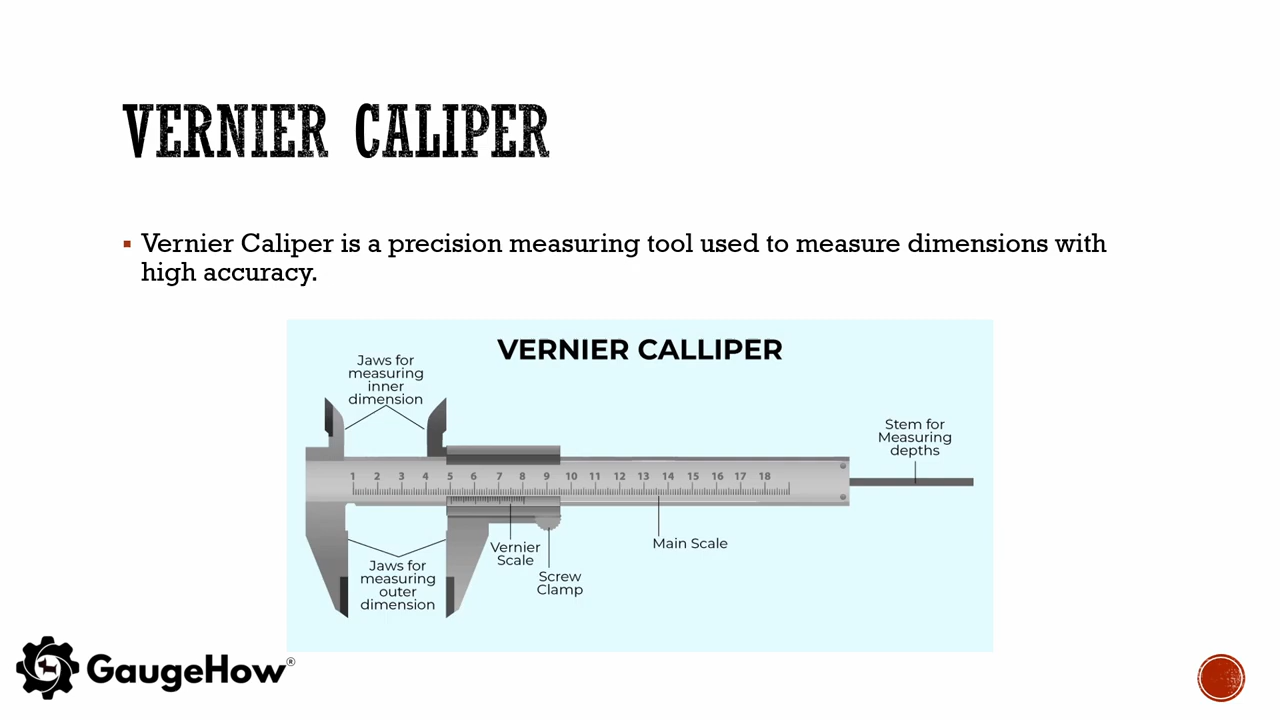 VERNIER CALIPER
Vernier Caliper is a precision measuring tool used to measure dimensions with
high accuracy.
VERNIER CALLIPER
Jaws for
measuring
inner
dimension
Stem for
Measuring
depths
1 2 3 4 5 6 7 8 9 10 11 12 13 14 15 16 17 18
Main Scale
Vernier
Scale
Screw
Clamp
Jaws for
measuring
outer
dimension
GaugeHow®